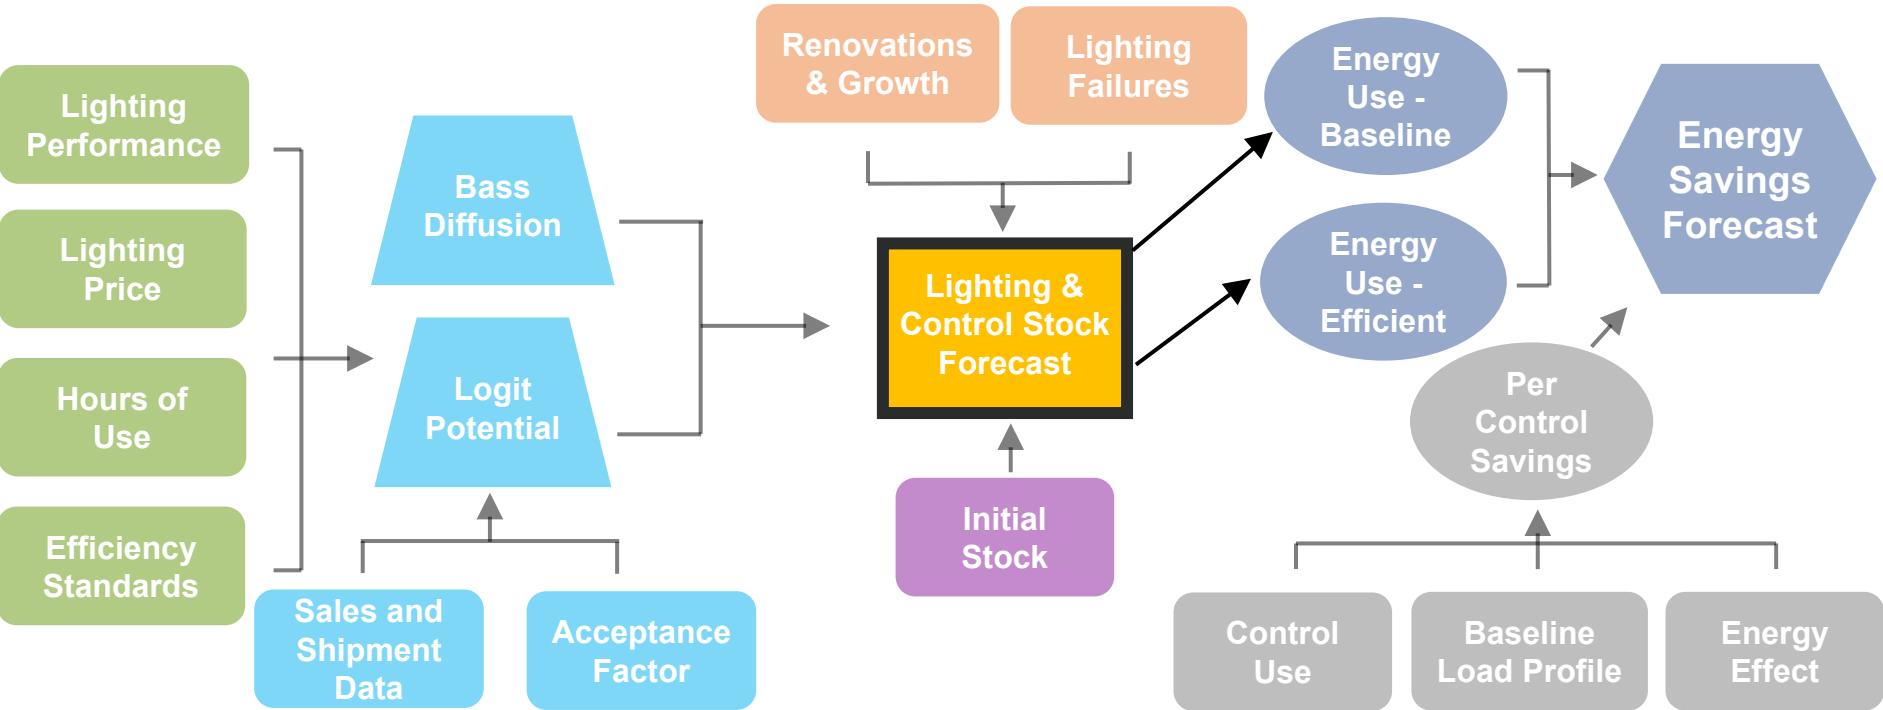 Lighting
Performance
Lighting
Price
Hours of
Use
Efficiency
Standards
Bass
Diffusion
Logit
Potential
Sales and
Shipment
Data
Acceptance
Factor
Renovations
& Growth
Lighting
Failures
Lighting &
Control Stock
Forecast
Initial
Stock
Energy
Use -
Baseline
Energy
Use -
Efficient
Energy
Savings
Forecast
Per
Control
Savings
Control
Use
Baseline
Load Profile
Energy
Effect